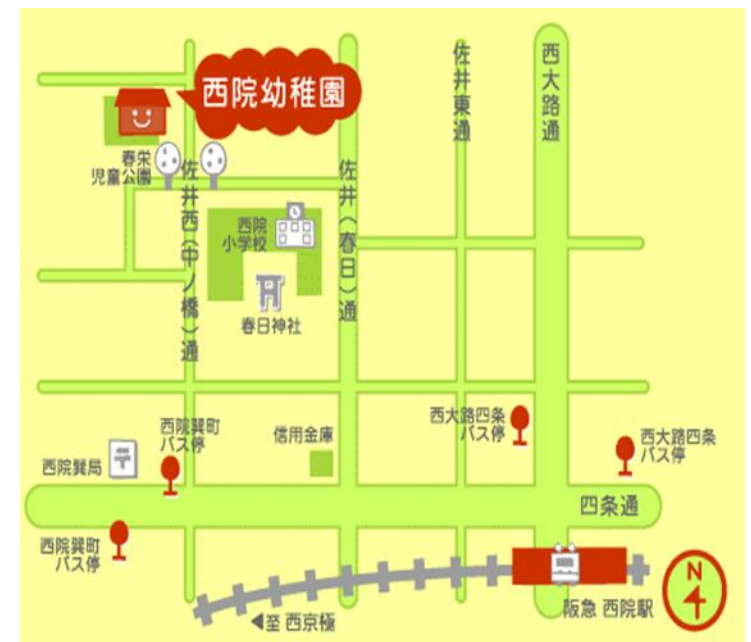 西院幼稚園
佐井東通
西大路通
春栄
児童公園
佐井西(中ノ橋)通
西院
小学校
佐井(春日)通
春日神社
西院巽町
バス停
信用金庫
西大路四条
バス停
西大路四条
バス停
西院巽局
〒
四条通
西院巽町
バス停
阪急 西院駅
◀至 西京極
N